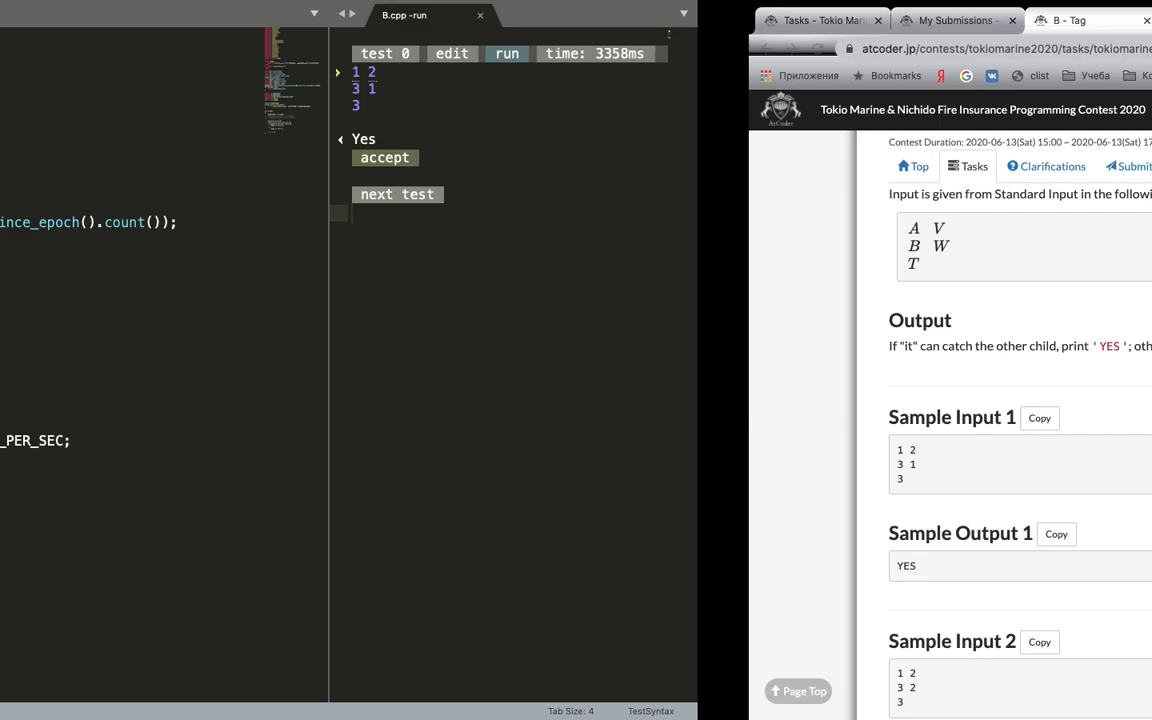 B.cpp -run
test 0 edit run time: 3358ms
1 2
3 1
3
Yes
accept
next test
ince_epoch().count());
_PER_SEC;
Tab Size: 4 TestSyntax
Tasks - Tokio Mari
My Submissions -
B - Tag
atcoder.jp/contests/tokiomarine2020/tasks/tokiomarine
Приложения Bookmarks clist Учеба
Tokio Marine & Nichido Fire Insurance Programming Contest 2020
Contest Duration: 2020-06-13(Sat) 15:00 ~ 2020-06-13(Sat) 17
Top Tasks Clarifications Submit
Input is given from Standard Input in the followi
A V
B W
T
Output
If "it" can catch the other child, print 'YES'; oth
Sample Input 1 Copy
1 2
3 1
3
Sample Output 1 Copy
YES
Sample Input 2 Copy
1 2
3 2
3
Page Top